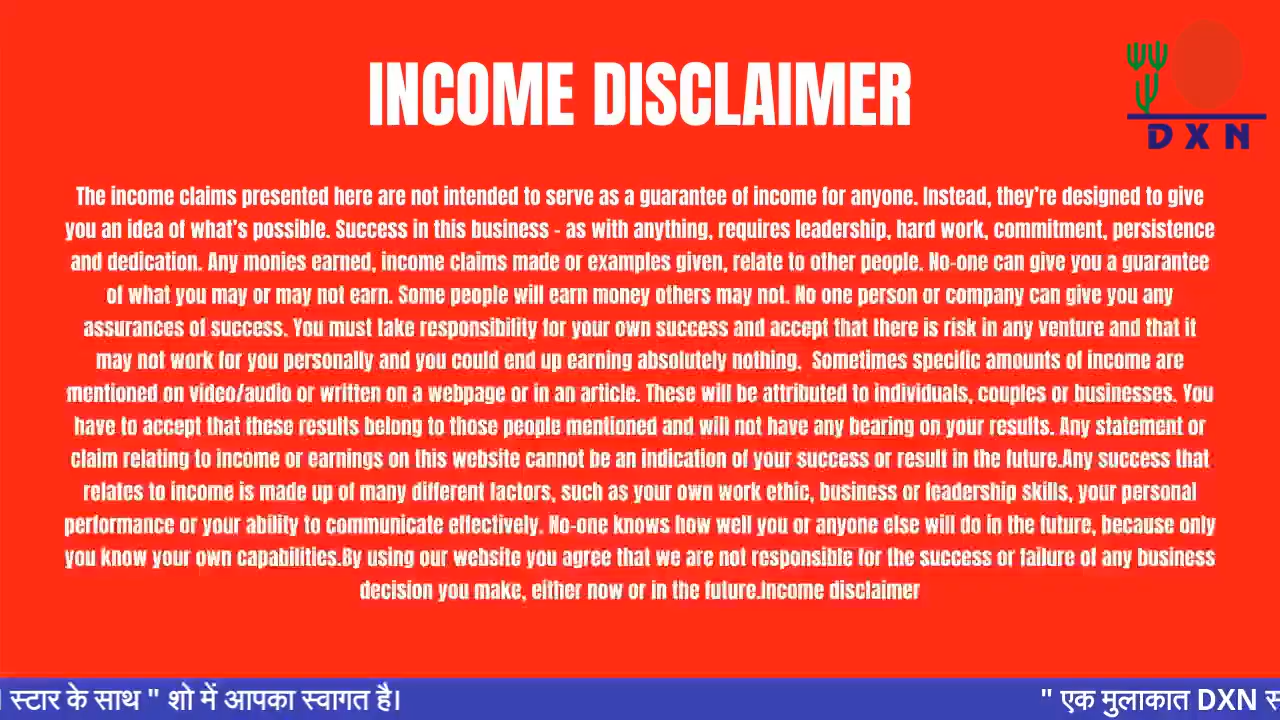 INCOME DISCLAIMER
DXN
The income claims presented here are not intended to serve as a guarantee of income for anyone. Instead, they're designed to give
you an idea of what's possible. Success in this business - as with anything, requires leadership, hard work, commitment, persistence
and dedication. Any monies earned, income claims made or examples given, relate to other people. No-one can give you a guarantee
of what you may or may not earn. Some people will earn money others may not. No one person or company can give you any
assurances of success. You must take responsibility for your own success and accept that there is risk in any venture and that it
may not work for you personally and you could end up earning absolutely nothing.  Sometimes specific amounts of income are
mentioned on video/audio or written on a webpage or in an article. These will be attributed to individuals, couples or businesses. You
have to accept that these results belong to those people mentioned and will not have any bearing on your results. Any statement or
claim relating to income or earnings on this website cannot be an indication of your success or result in the future.Any success that
relates to income is made up of many different factors, such as your own work ethic, business or leadership skills, your personal
performance or your ability to communicate effectively. No-one knows how well you or anyone else will do in the future, because only
you know your own capabilities.By using our website you agree that we are not responsible for the success or failure of any business
decision you make, either now or in the future.Income disclaimer
स्टार के साथ " शो में आपका स्वागत है। " एक मुलाकात DXN